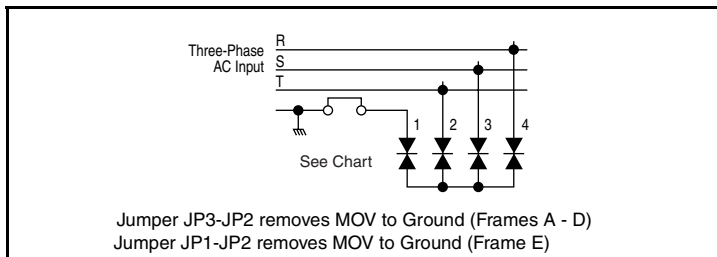 R
Three-Phase
AC Input S
T
1 2 3 4
See Chart
Jumper JP3-JP2 removes MOV to Ground (Frames A - D)
Jumper JP1-JP2 removes MOV to Ground (Frame E)